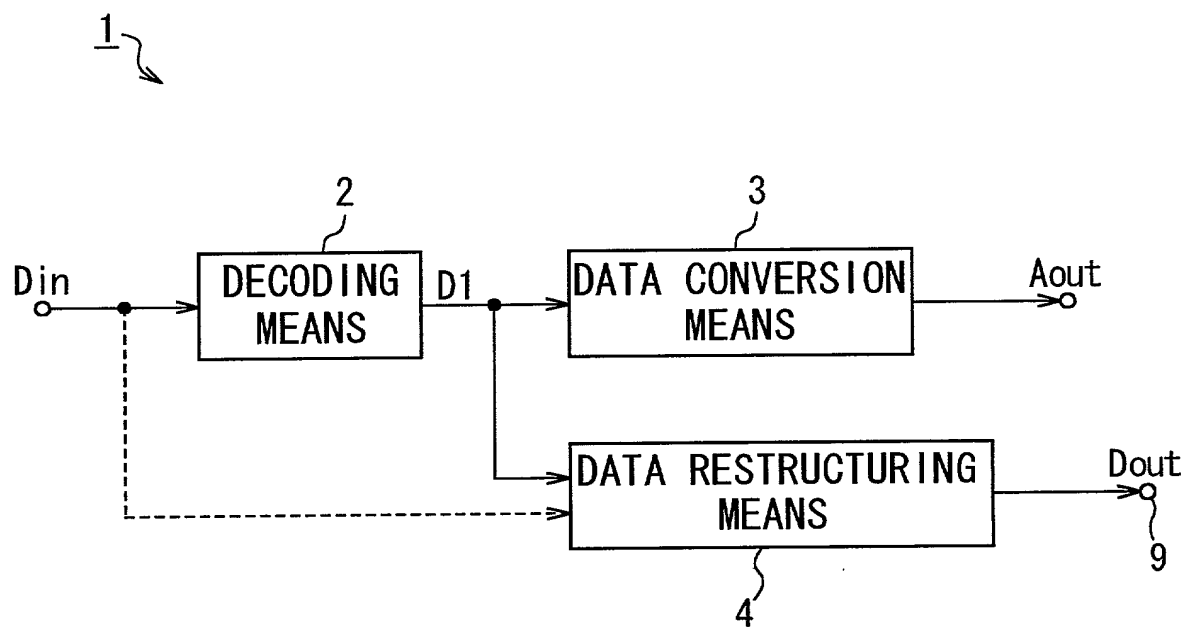 1
2
3
Din
DECODING
MEANS
D1
DATA CONVERSION
MEANS
Aout
DATA RESTRUCTURING
MEANS
Dout
9
4